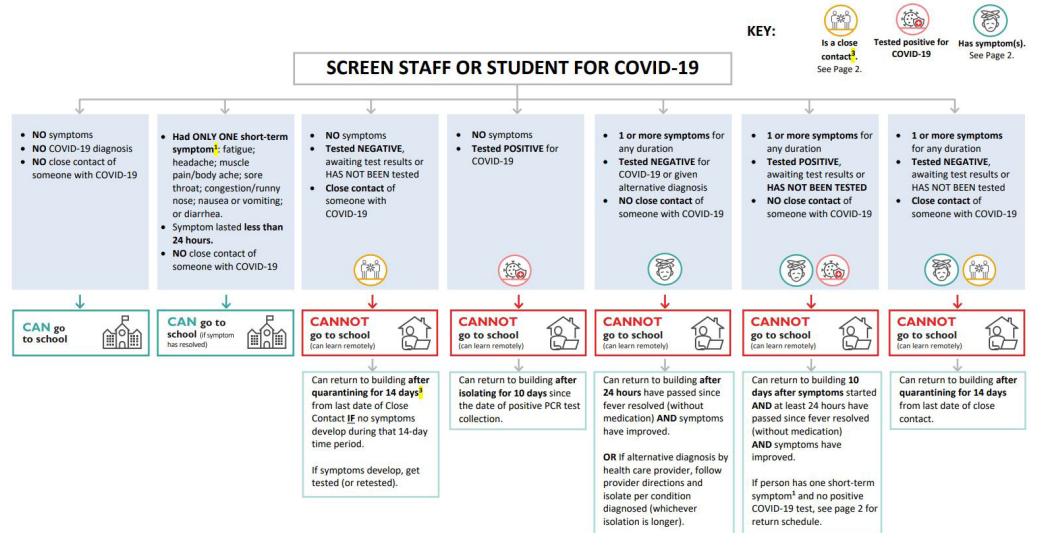 KEY:
Is a close
contact3.
See Page 2.
Tested positive for
COVID-19
Has symptom(s).
See Page 2.
SCREEN STAFF OR STUDENT FOR COVID-19
• NO symptoms
• NO COVID-19 diagnosis
• NO close contact of
someone with COVID-19
• Had ONLY ONE short-term
symptom1: fatigue;
headache; muscle
pain/body ache; sore
throat; congestion/runny
nose; nausea or vomiting;
or diarrhea.
• Symptom lasted less than
24 hours.
• NO close contact of
someone with COVID-19
• NO symptoms
• Tested NEGATIVE,
awaiting test results or
HAS NOT BEEN tested
• Close contact of
someone with
COVID-19
• NO symptoms
• Tested POSITIVE for
COVID-19
• 1 or more symptoms for
any duration
• Tested NEGATIVE for
COVID-19 or given
alternative diagnosis
• NO close contact of
someone with COVID-19
• 1 or more symptoms for
any duration
• Tested POSITIVE,
awaiting test results or
HAS NOT BEEN TESTED
• NO close contact of
someone with COVID-19
• 1 or more symptoms
for any duration
• Tested NEGATIVE,
awaiting test results or
HAS NOT BEEN tested
• Close contact of
someone with COVID-19
CAN go
to school
CAN go to
school (if symptom
has resolved)
CANNOT
go to school
(can learn remotely)
CANNOT
go to school
(can learn remotely)
CANNOT
go to school
(can learn remotely)
CANNOT
go to school
(can learn remotely)
CANNOT
go to school
(can learn remotely)
Can return to building after
quarantining for 14 days3
from last date of Close
Contact IF no symptoms
develop during that 14-day
time period.
If symptoms develop, get
tested (or retested).
Can return to building after
isolating for 10 days since
the date of positive PCR test
collection.
Can return to building after
24 hours have passed since
fever resolved (without
medication) AND symptoms
have improved.
OR If alternative diagnosis by
health care provider, follow
provider directions and
isolate per condition
diagnosed (whichever
isolation is longer).
Can return to building 10
days after symptoms started
AND at least 24 hours have
passed since fever resolved
(without medication)
AND symptoms have
improved.
If person has one short-term
symptom1 and no positive
COVID-19 test, see page 2 for
return schedule.
Can return to building after
quarantining for 14 days
from last date of close
contact.